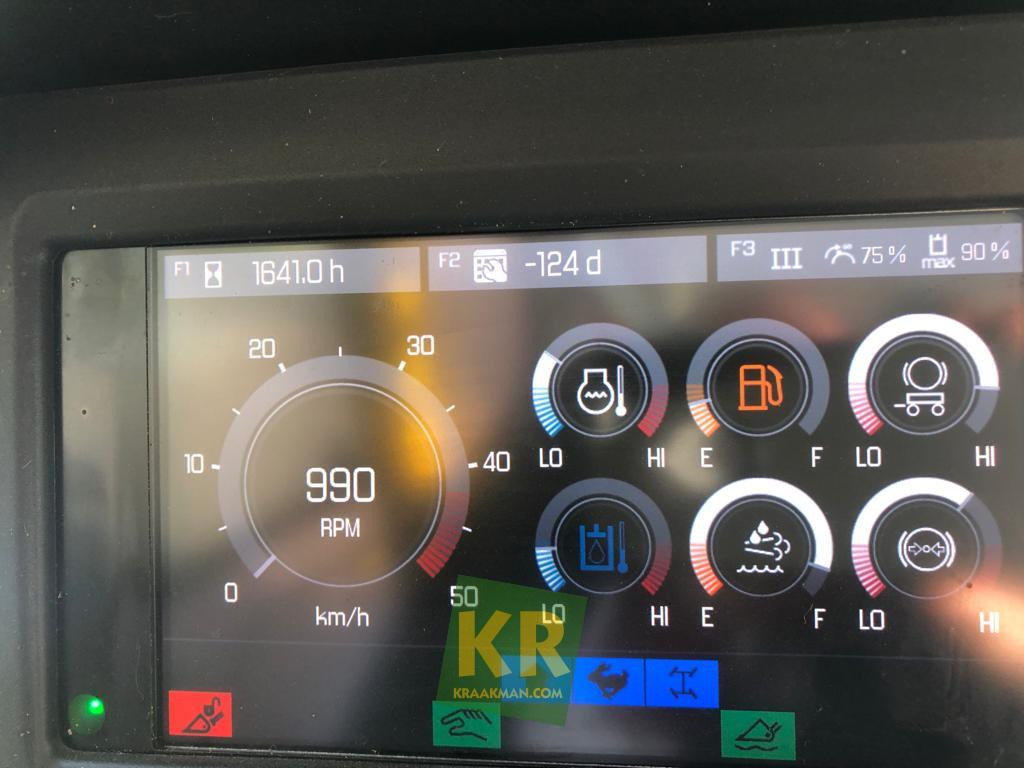 F1 1641.0 h
F2 -124 d
F3 III 75 % max 90 %
20 30
10 40
0 50
990
RPM
km/h
LO HI
E F
LO HI
LO HI
E F
LO HI
KR
KRAAKMAN.COM